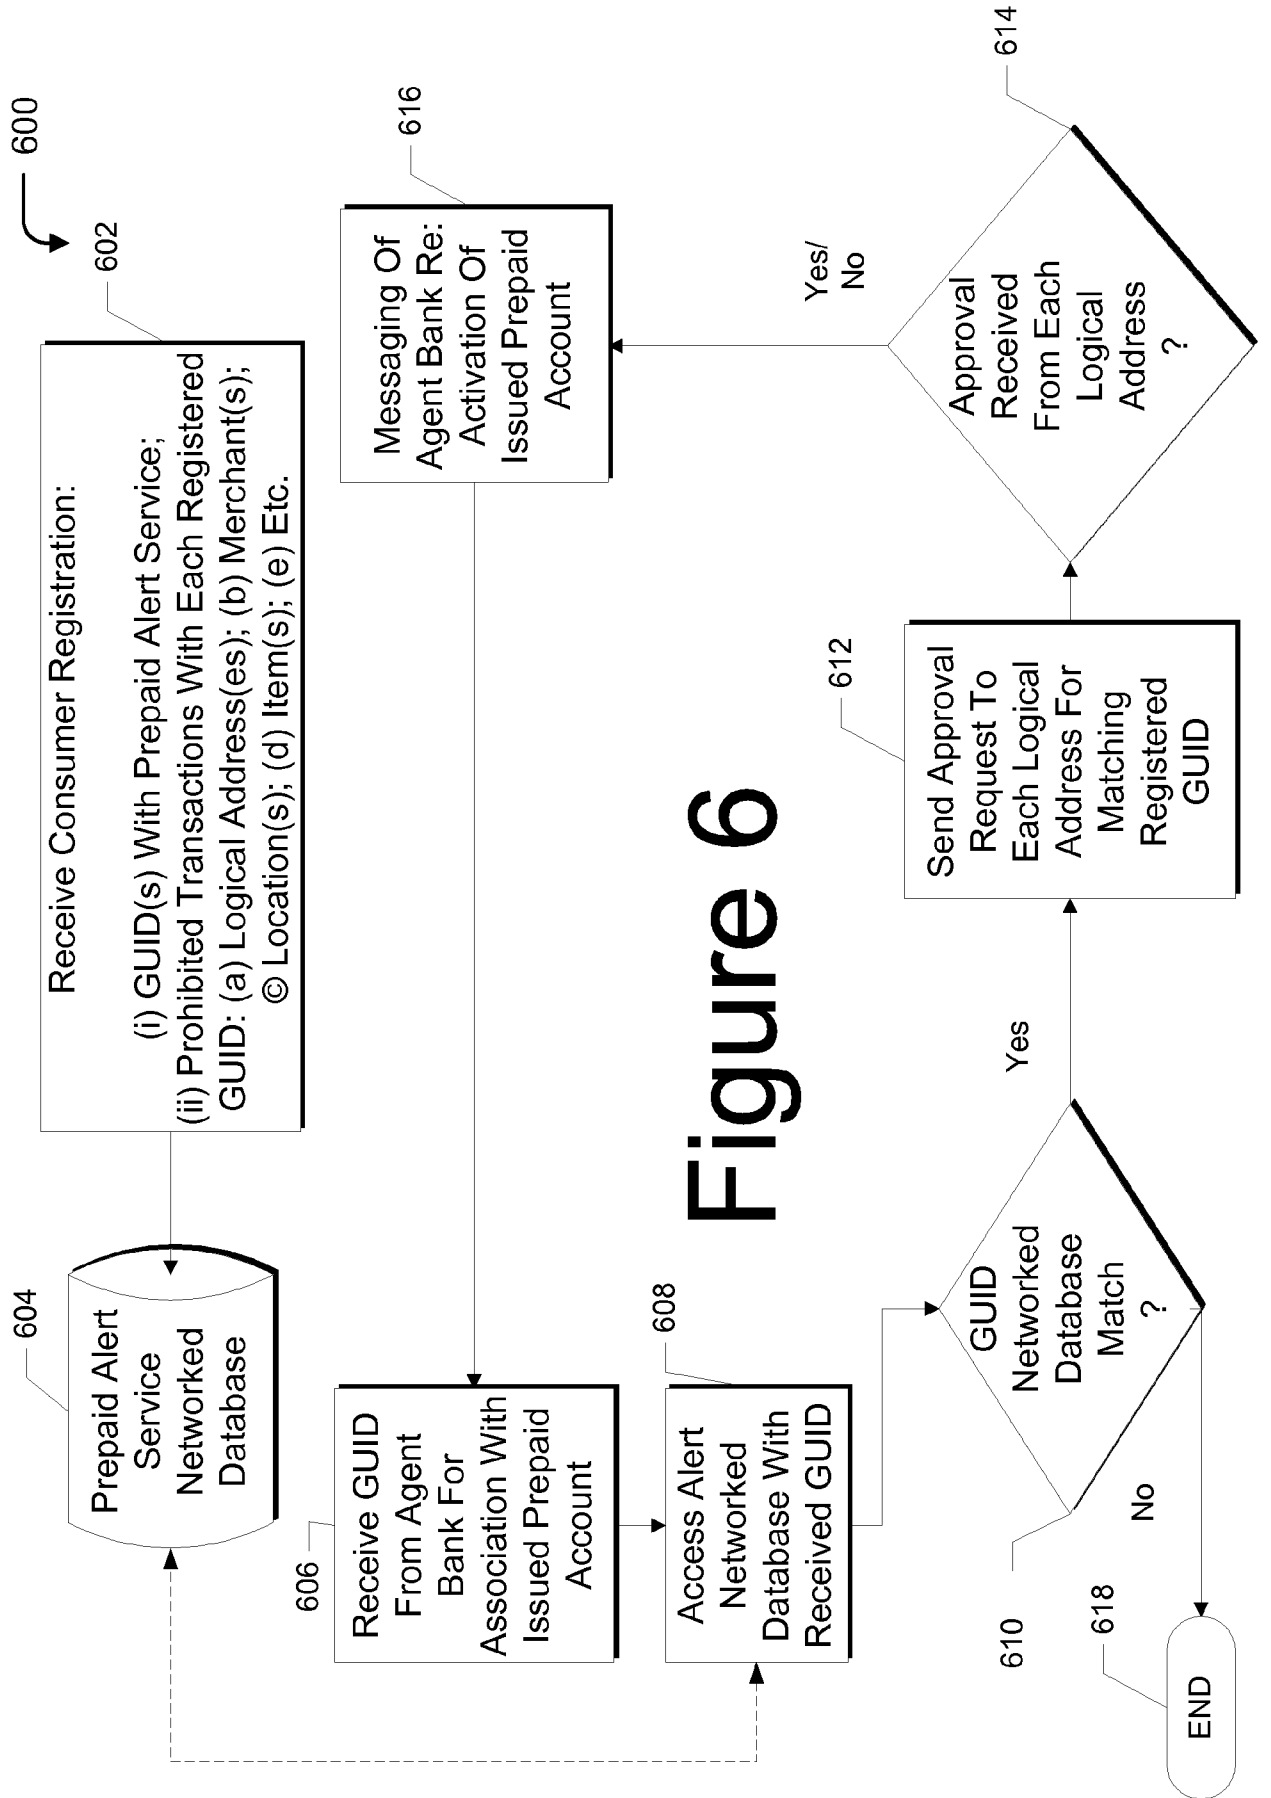 600
602
Receive Consumer Registration:
(i) GUID(s) With Prepaid Alert Service;
(ii) Prohibited Transactions With Each Registered
GUID: (a) Logical Address(es); (b) Merchant(s);
© Location(s); (d) Item(s); (e) Etc.
604
Prepaid Alert
Service
Networked
Database
606
Receive GUID
From Agent
Bank For
Association With
Issued Prepaid
Account
616
Messaging Of
Agent Bank Re:
Activation Of
Issued Prepaid
Account
608
Access Alert
Networked
Database With
Received GUID
Figure 6
Yes/
No
610
GUID
Networked
Database
Match
?
Yes
No
612
Send Approval
Request To
Each Logical
Address For
Matching
Registered
GUID
614
Approval
Received
From Each
Logical
Address
?
618
END